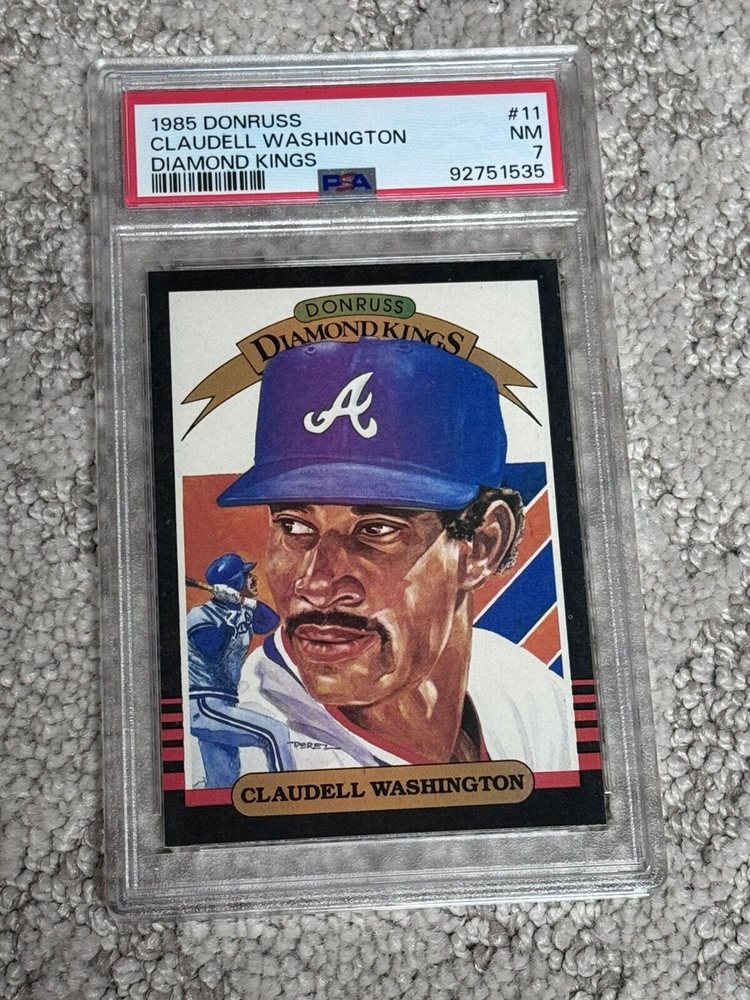 1985 DONRUSS #11
CLAUDELL WASHINGTON NM
DIAMOND KINGS 7
PSA 92751535
DONRUSS
DIAMOND KINGS
A
PEREZ
CLAUDELL WASHINGTON